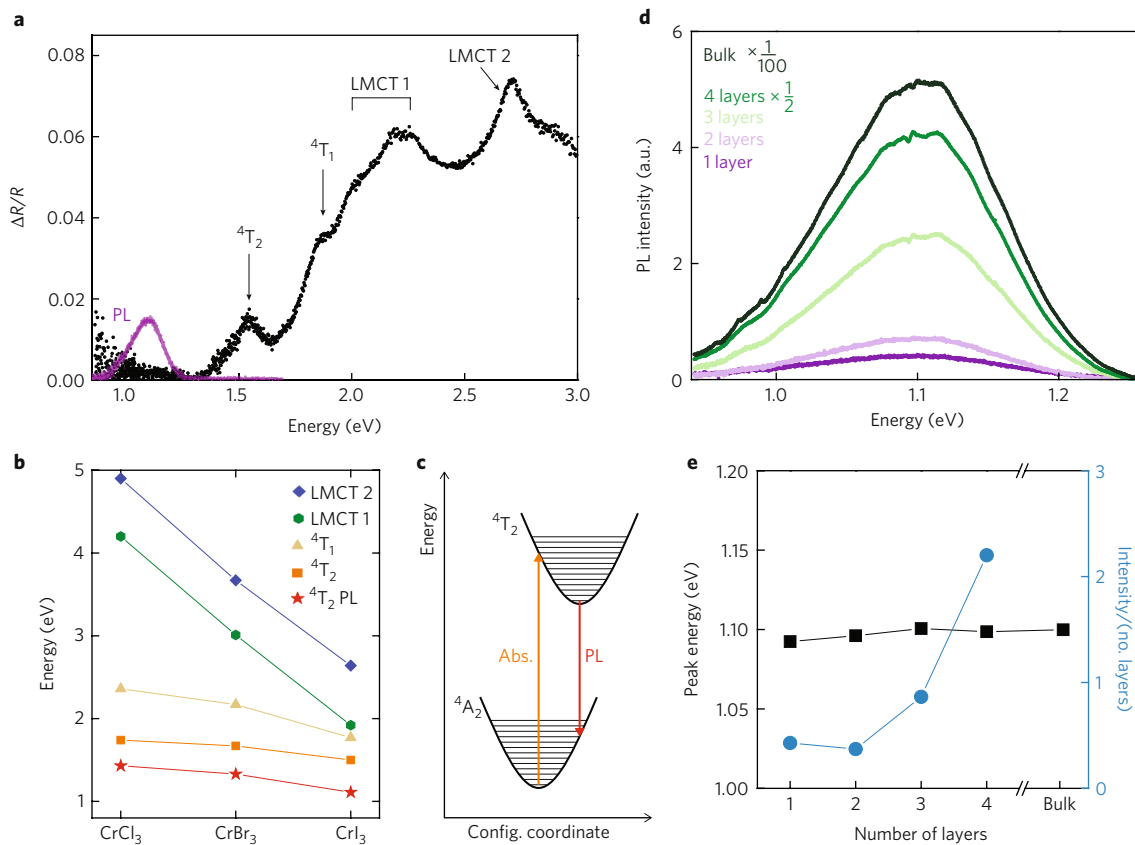 a
0.08
0.06
0.04
0.02
0.00
ΔR/R
LMCT 2
LMCT 1
⁴T₁
⁴T₂
PL
1.0 1.5 2.0 2.5 3.0
Energy (eV)
b
5
4
3
2
1
Energy (eV)
LMCT 2
LMCT 1
⁴T₁
⁴T₂
⁴T₂ PL
CrCl₃ CrBr₃ CrI₃
c
Energy
⁴T₂
Abs. PL
⁴A₂
Config. coordinate
d
6
4
2
0
PL intensity (a.u.)
Bulk × 1/100
4 layers × 1/2
3 layers
2 layers
1 layer
1.0 1.1 1.2
Energy (eV)
e
1.20
1.15
1.10
1.05
1.00
Peak energy (eV)
3
2
1
0
Intensity/(no. layers)
1 2 3 4 Bulk
Number of layers